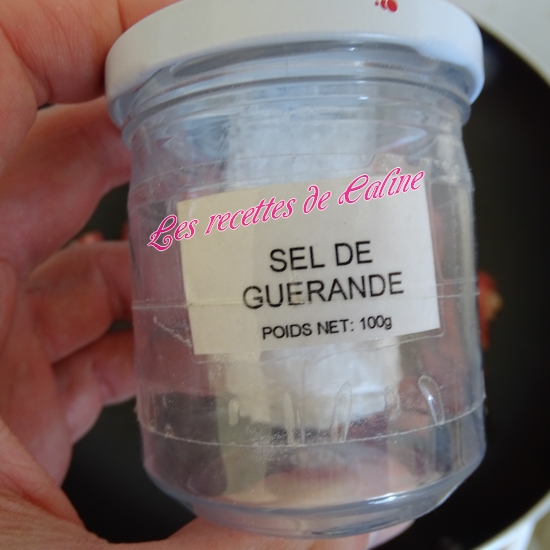 Les recettes de Caline
SEL DE
GUERANDE
POIDS NET: 100g